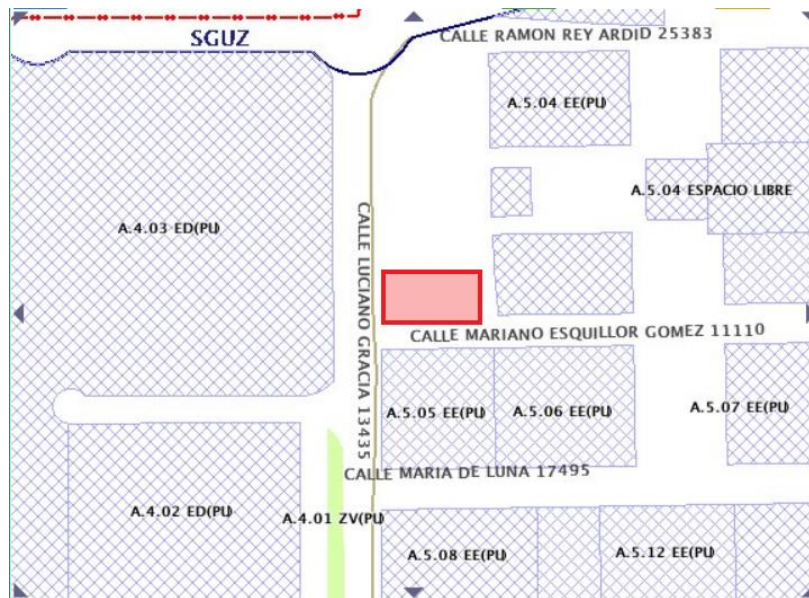 SGUZ
CALLE RAMON REY ARDID 25383
A.5.04 EE(PU)
A.5.04 ESPACIO LIBRE
A.4.03 ED(PU)
CALLE LUCIANO GRACIA 13435
CALLE MARIANO ESQUILLOR GOMEZ 11110
A.5.05 EE(PU)
A.5.06 EE(PU)
A.5.07 EE(PU)
CALLE MARIA DE LUNA 17495
A.4.02 ED(PU)
A.4.01 ZV(PU)
A.5.08 EE(PU)
A.5.12 EE(PU)